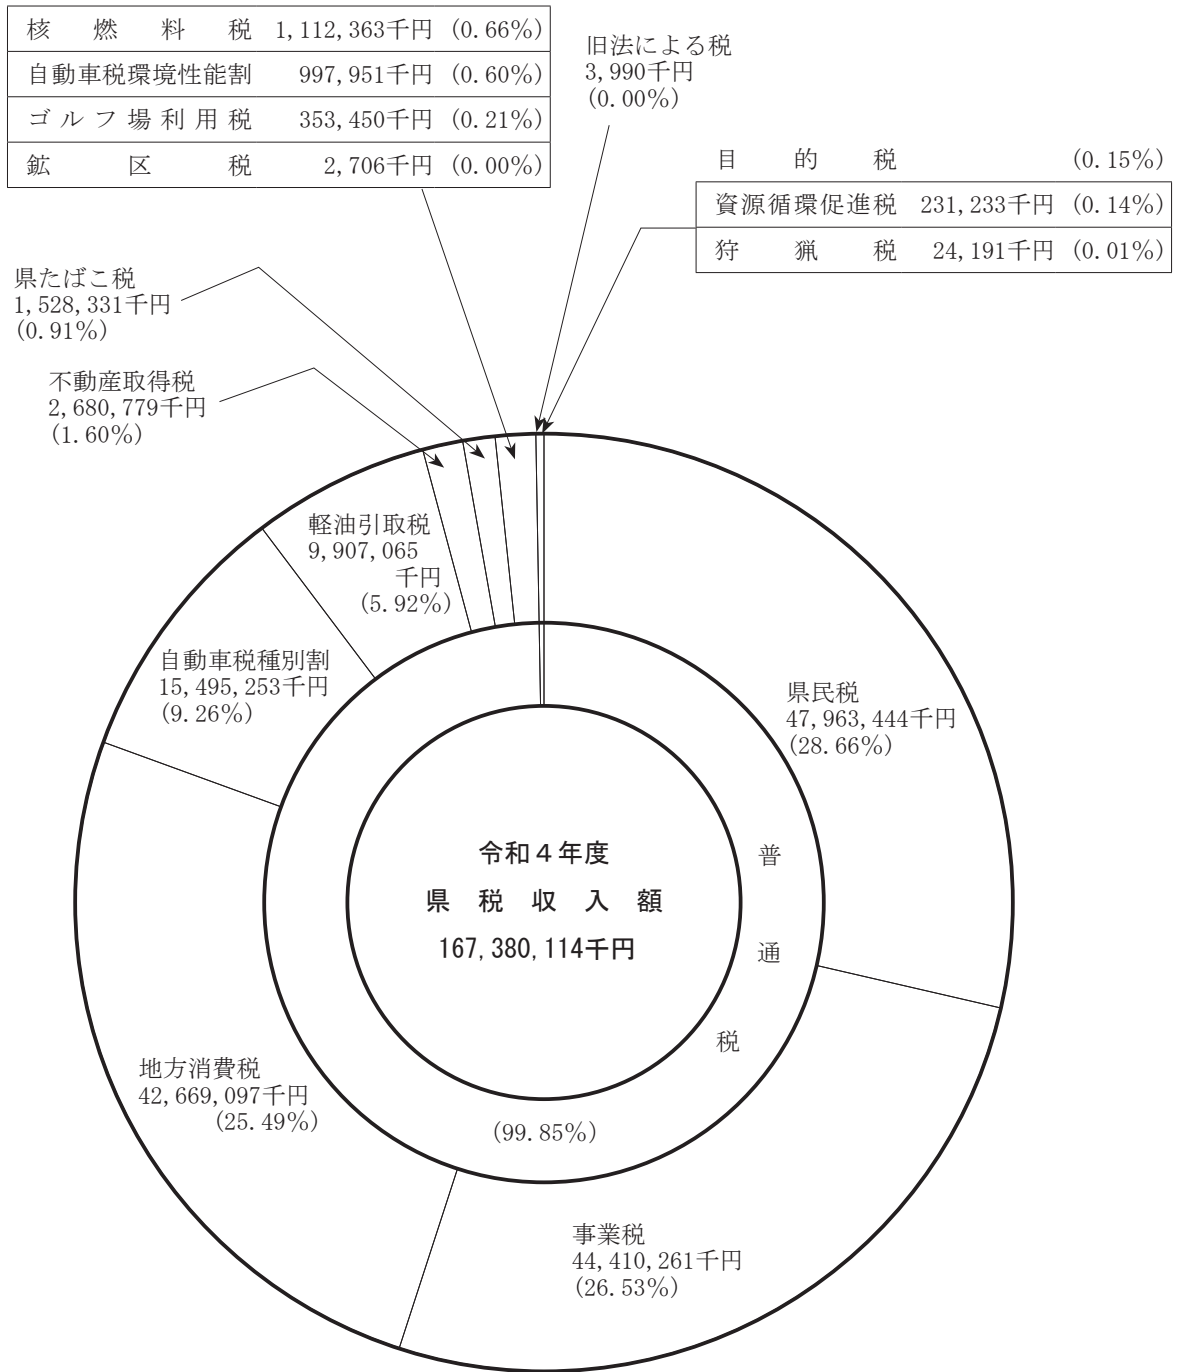 核燃料税 1,112,363千円 (0.66%)
自動車税環境性能割 997,951千円 (0.60%)
ゴルフ場利用税 353,450千円 (0.21%)
鉱区税 2,706千円 (0.00%)
旧法による税
3,990千円
(0.00%)
目的税 (0.15%)
資源循環促進税 231,233千円 (0.14%)
狩猟税 24,191千円 (0.01%)
県たばこ税
1,528,331千円
(0.91%)
不動産取得税
2,680,779千円
(1.60%)
軽油引取税
9,907,065
千円
(5.92%)
自動車税種別割
15,495,253千円
(9.26%)
県民税
47,963,444千円
(28.66%)
令和4年度
県税収入額
167,380,114千円
普
通
税
(99.85%)
地方消費税
42,669,097千円
(25.49%)
事業税
44,410,261千円
(26.53%)